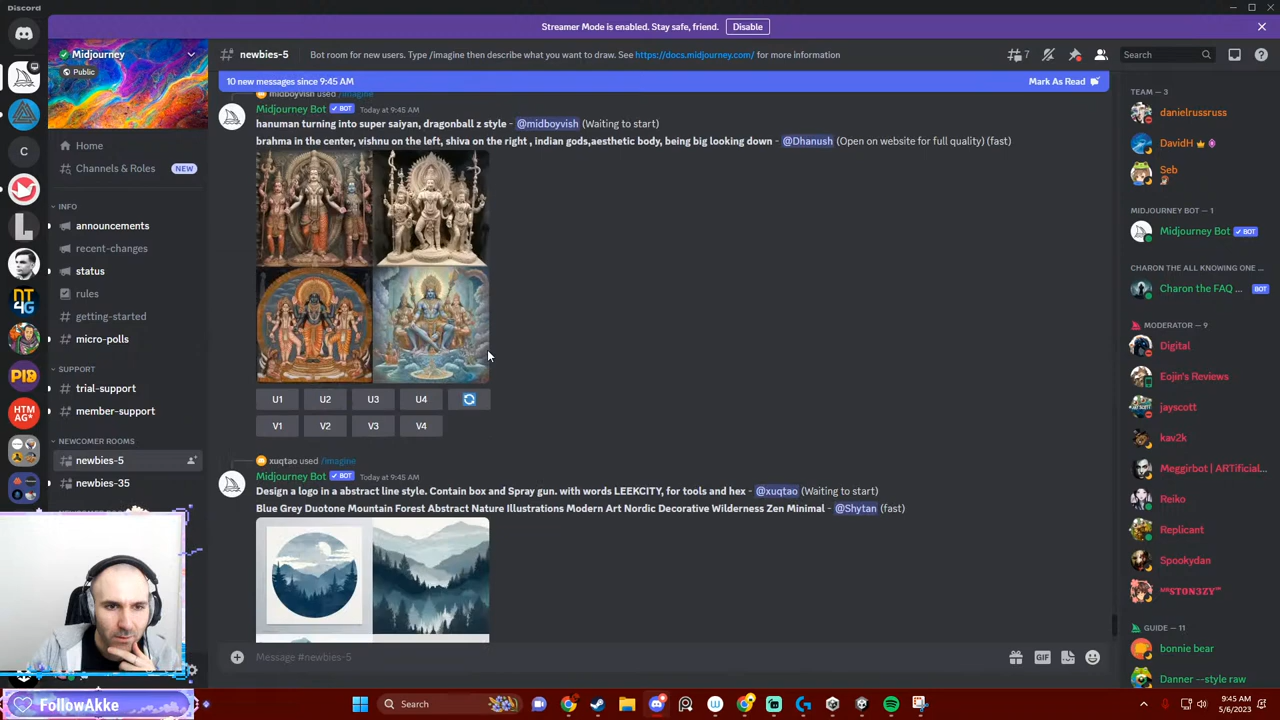 Discord
Streamer Mode is enabled. Stay safe, friend.
Disable
Midjourney
Public
newbies-5
Bot room for new users. Type /imagine then describe what you want to draw. See https://docs.midjourney.com/ for more information
7
Search
10 new messages since 9:45 AM
Mark As Read
Home
Channels & Roles
NEW
INFO
announcements
recent-changes
status
rules
getting-started
micro-polls
SUPPORT
trial-support
member-support
NEWCOMER ROOMS
newbies-5
newbies-35
midboyvish used /imagine
Midjourney Bot BOT Today at 9:45 AM
hanuman turning into super saiyan, dragonball z style - @midboyvish (Waiting to start)
brahma in the center, vishnu on the left, shiva on the right , indian gods,aesthetic body, being big looking down - @Dhanush (Open on website for full quality) (fast)
U1 U2 U3 U4
V1 V2 V3 V4
xuqtao used /imagine
Midjourney Bot BOT Today at 9:45 AM
Design a logo in a abstract line style. Contain box and Spray gun. with words LEEKCITY, for tools and hex - @xuqtao (Waiting to start)
Blue Grey Duotone Mountain Forest Abstract Nature Illustrations Modern Art Nordic Decorative Wilderness Zen Minimal - @Shytan (fast)
Message #newbies-5
GIF
TEAM — 3
danielrussruss
DavidH
Seb
MIDJOURNEY BOT — 1
Midjourney Bot BOT
CHARON THE ALL KNOWING ONE ...
Charon the FAQ ... BOT
MODERATOR — 9
Digital
Eojin's Reviews
jayscott
kav2k
Meggirbot | ARTificial...
Reiko
Replicant
Spookydan
ᴹᴿˢST0N3ZY™
GUIDE — 11
bonnie bear
Danner --style raw
C
NT
4G
PIB
HTM
AG*
FollowAkke
Search
9:45 AM
5/6/2023